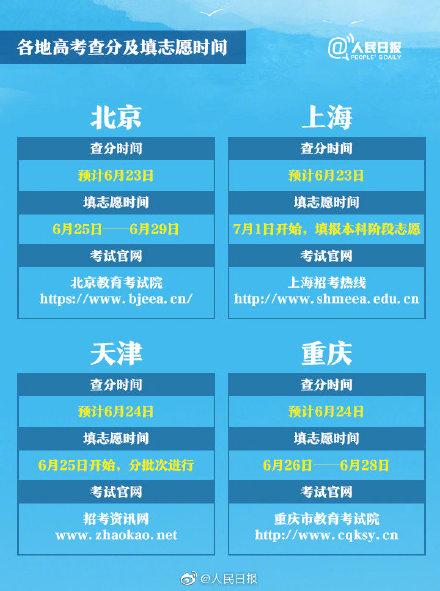 各地高考查分及填志愿时间
@人民日报
PEOPLE'S DAILY
北京
查分时间
预计6月23日
填志愿时间
6月25日——6月29日
考试官网
北京教育考试院
https://www.bjeea.cn/
上海
查分时间
预计6月23日
填志愿时间
7月1日开始，填报本科阶段志愿
考试官网
上海招考热线
http://www.shmeea.edu.cn
天津
查分时间
预计6月24日
填志愿时间
6月25日开始，分批次进行
考试官网
招考资讯网
www.zhaokao.net
重庆
查分时间
预计6月24日
填志愿时间
6月26日——6月28日
考试官网
重庆市教育考试院
http://www.cqksy.cn
@人民日报